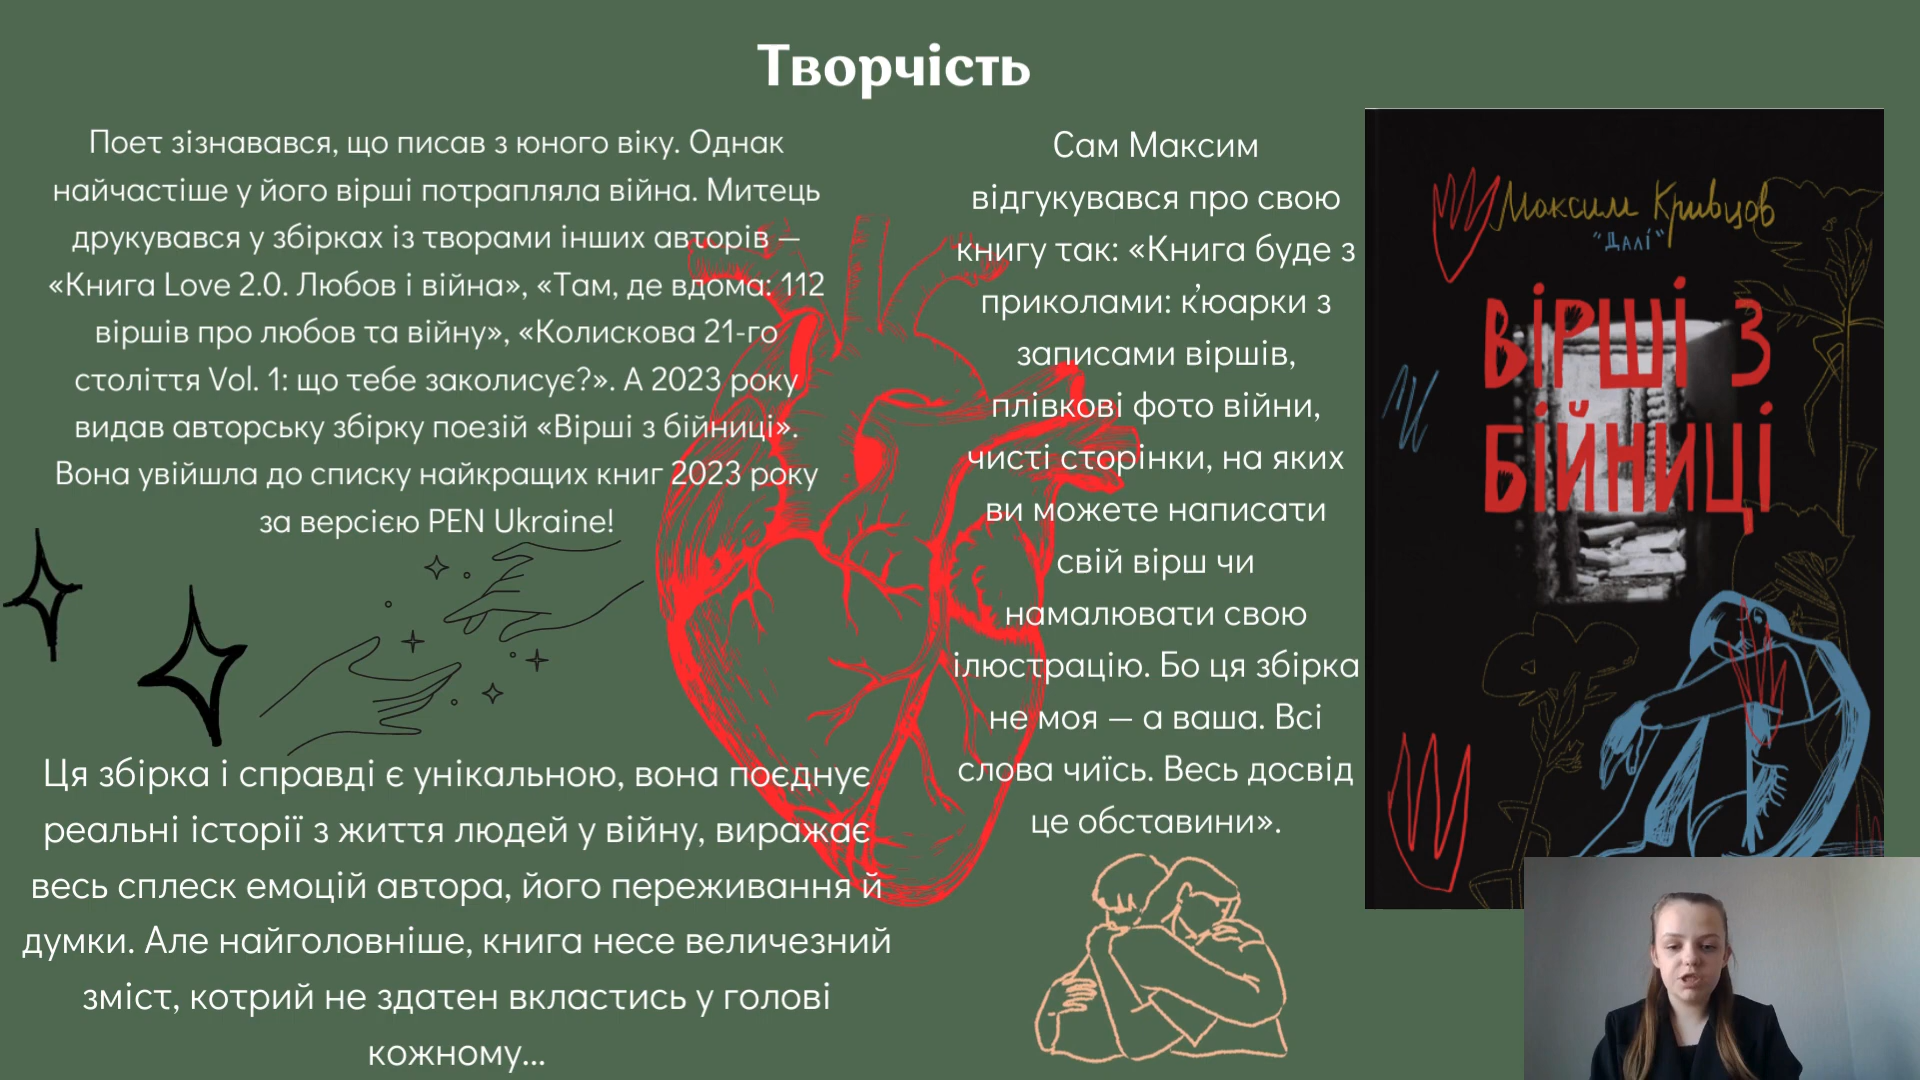 Творчість
Поет зізнавався, що писав з юного віку. Однак
найчастіше у його вірші потрапляла війна. Митець
друкувався у збірках із творами інших авторів —
«Книга Love 2.0. Любов і війна», «Там, де вдома: 112
віршів про любов та війну», «Колискова 21-го
століття Vol. 1: що тебе заколисує?». А 2023 року
видав авторську збірку поезій «Вірші з бійниці».
Вона увійшла до списку найкращих книг 2023 року
за версією PEN Ukraine!
Ця збірка і справді є унікальною, вона поєднує
реальні історії з життя людей у війну, виражає
весь сплеск емоцій автора, його переживання й
думки. Але найголовніше, книга несе величезний
зміст, котрий не здатен вкластись у голові
кожному...
Сам Максим
відгукувався про свою
книгу так: «Книга буде з
приколами: к’юарки з
записами віршів,
плівкові фото війни,
чисті сторінки, на яких
ви можете написати
свій вірш чи
намалювати свою
ілюстрацію. Бо ця збірка
не моя — а ваша. Всі
слова чиїсь. Весь досвід
це обставини».
Максим Кривцов
"Далі"
ВІРШІ З
БІЙНИЦІ